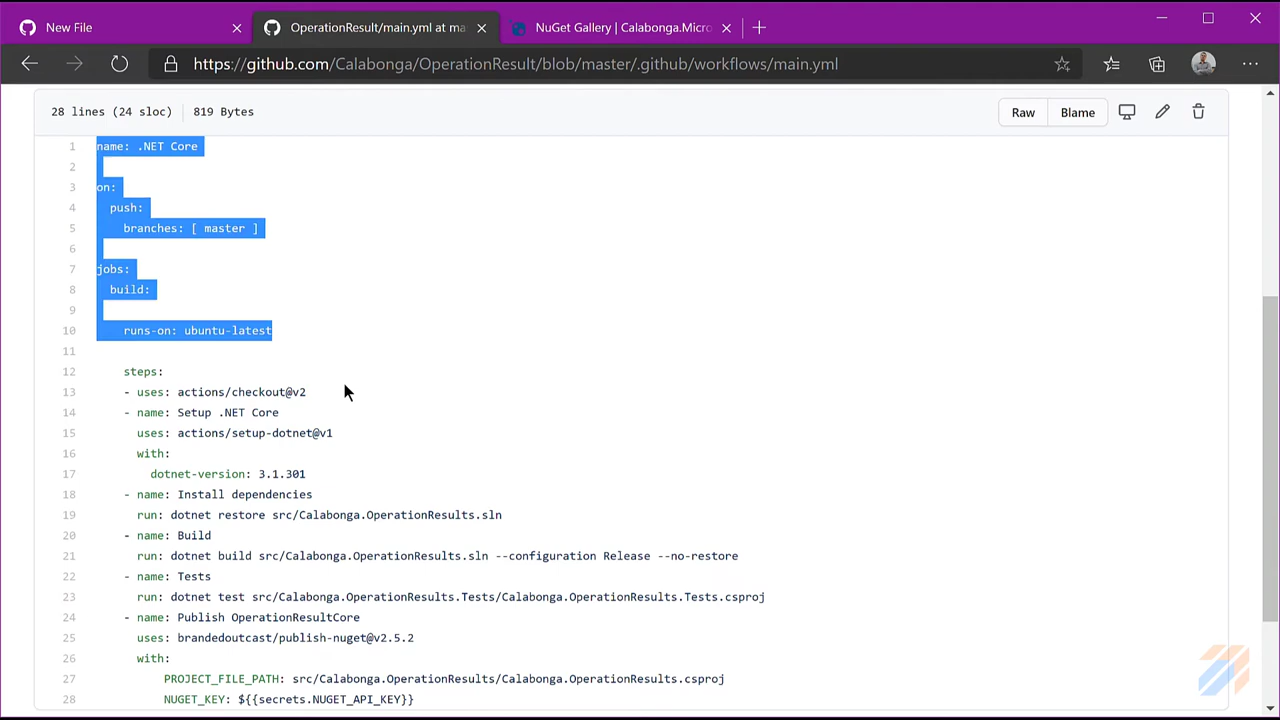 New File
OperationResult/main.yml at ma
NuGet Gallery | Calabonga.Micro
https://github.com/Calabonga/OperationResult/blob/master/.github/workflows/main.yml
28 lines (24 sloc) 819 Bytes
Raw Blame
1 name: .NET Core
2
3 on:
4 push:
5 branches: [ master ]
6
7 jobs:
8 build:
9
10 runs-on: ubuntu-latest
11
12 steps:
13 - uses: actions/checkout@v2
14 - name: Setup .NET Core
15 uses: actions/setup-dotnet@v1
16 with:
17 dotnet-version: 3.1.301
18 - name: Install dependencies
19 run: dotnet restore src/Calabonga.OperationResults.sln
20 - name: Build
21 run: dotnet build src/Calabonga.OperationResults.sln --configuration Release --no-restore
22 - name: Tests
23 run: dotnet test src/Calabonga.OperationResults.Tests/Calabonga.OperationResults.Tests.csproj
24 - name: Publish OperationResultCore
25 uses: brandedoutcast/publish-nuget@v2.5.2
26 with:
27 PROJECT_FILE_PATH: src/Calabonga.OperationResults/Calabonga.OperationResults.csproj
28 NUGET_KEY: ${{secrets.NUGET_API_KEY}}